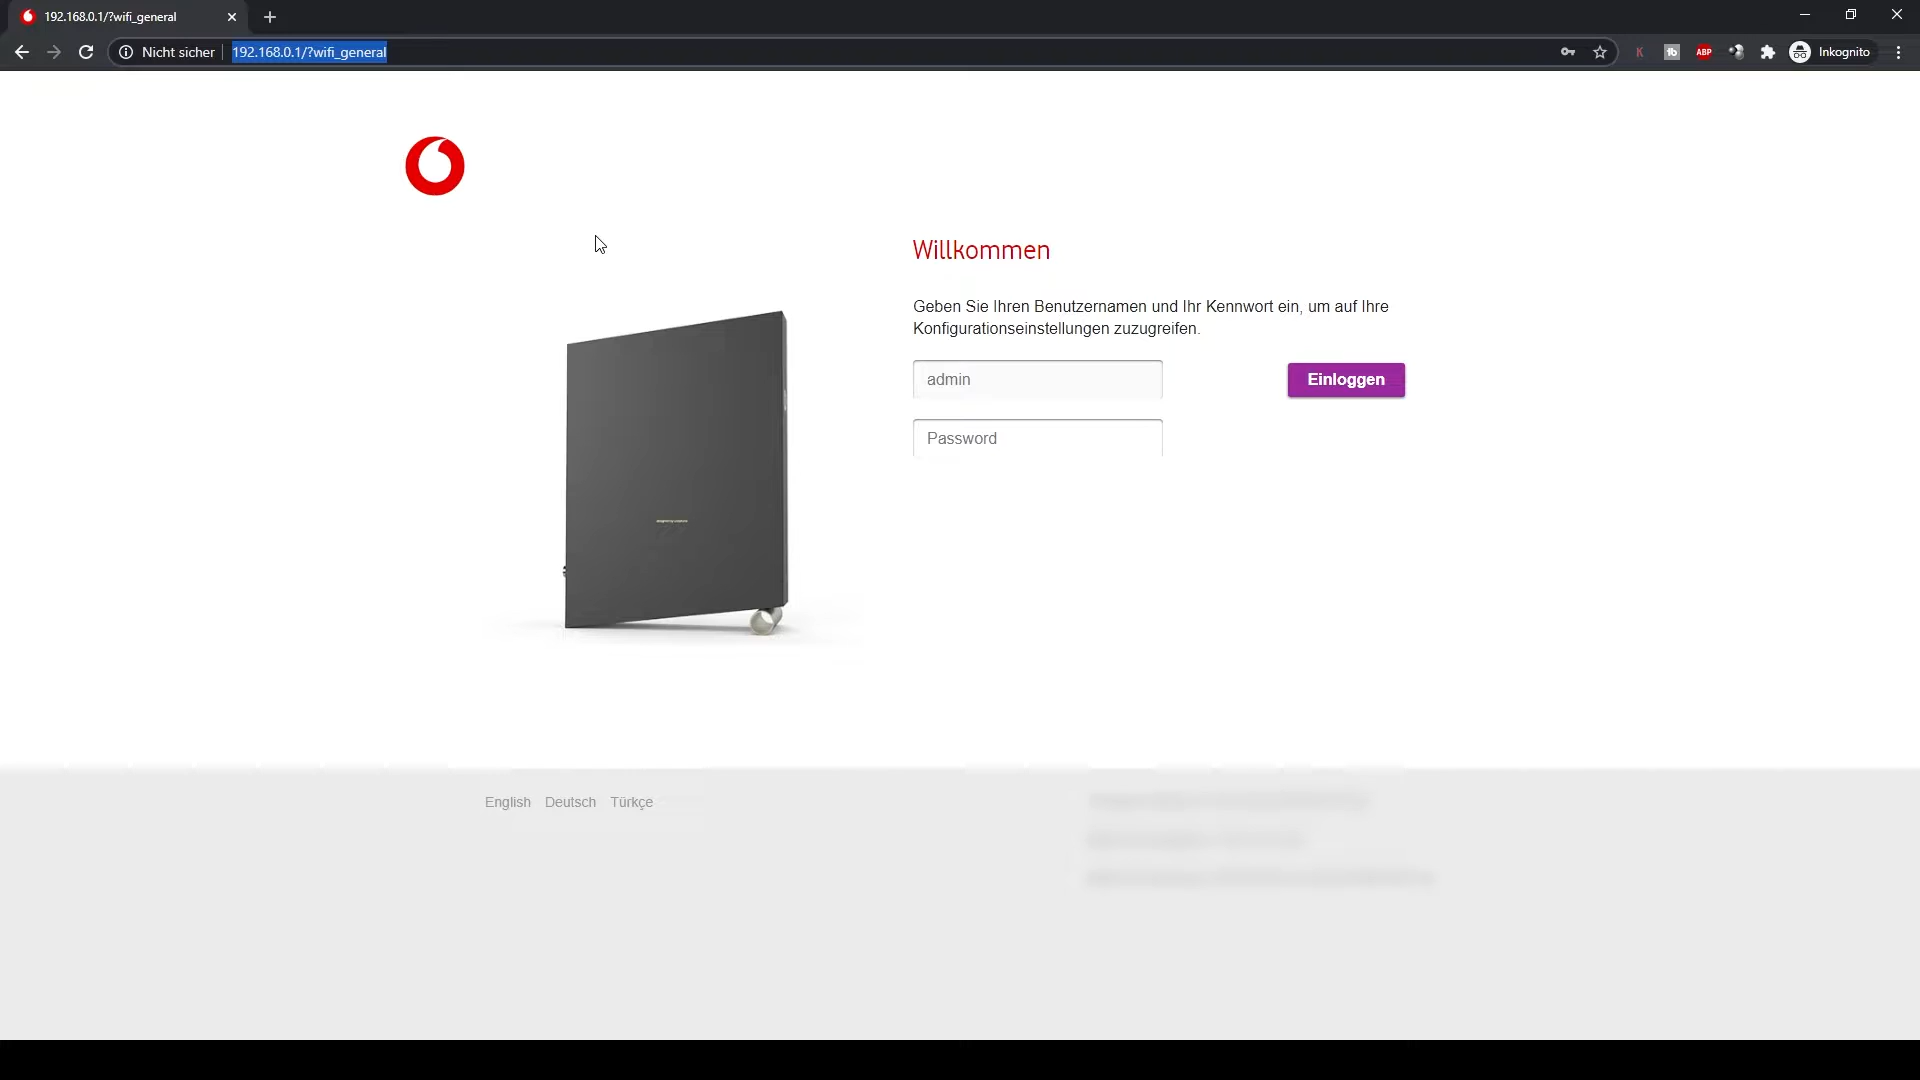 192.168.0.1/?wifi_general
Nicht sicher
192.168.0.1/?wifi_general
ABP
Inkognito
Willkommen
Geben Sie Ihren Benutzernamen und Ihr Kennwort ein, um auf Ihre
Konfigurationseinstellungen zuzugreifen.
admin
Einloggen
Password
English Deutsch Türkçe